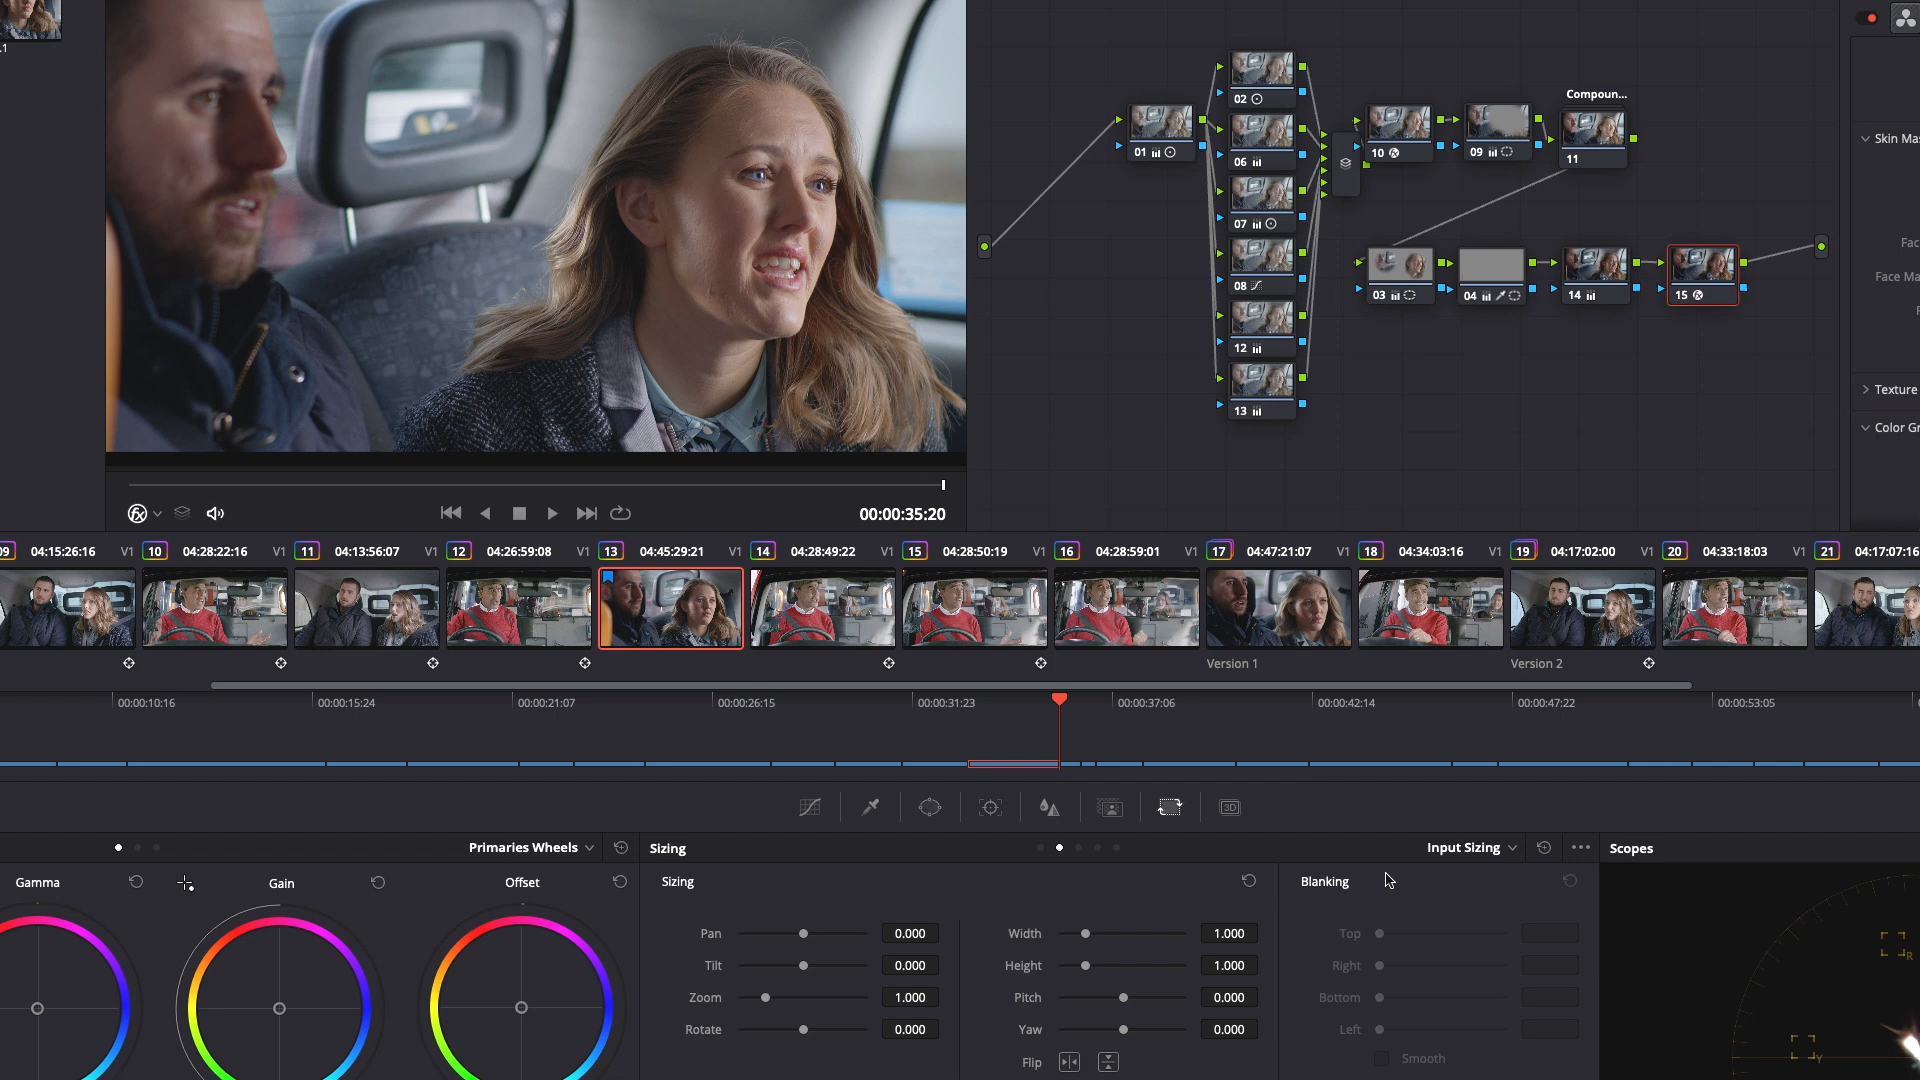 .1
00:00:35:20
01
02
06
07
08
12
13
10
09
Compoun...
11
03
04
14
15
Skin Mas
Fac
Face Ma
F
Texture
Color Gr
09 04:15:26:16 V1 10 04:28:22:16 V1 11 04:13:56:07 V1 12 04:26:59:08 V1 13 04:45:29:21 V1 14 04:28:49:22 V1 15 04:28:50:19 V1 16 04:28:59:01 V1 17 04:47:21:07 V1 18 04:34:03:16 V1 19 04:17:02:00 V1 20 04:33:18:03 V1 21 04:17:07:16
Version 1 Version 2
00:00:10:16 00:00:15:24 00:00:21:07 00:00:26:15 00:00:31:23 00:00:37:06 00:00:42:14 00:00:47:22 00:00:53:05
3D
Primaries Wheels
Sizing
Input Sizing
Scopes
Gamma Gain Offset
Sizing
Blanking
Pan 0.000
Width 1.000
Top
Tilt 0.000
Height 1.000
Right
Zoom 1.000
Pitch 0.000
Bottom
Rotate 0.000
Yaw 0.000
Left
Flip
Smooth
R
Y